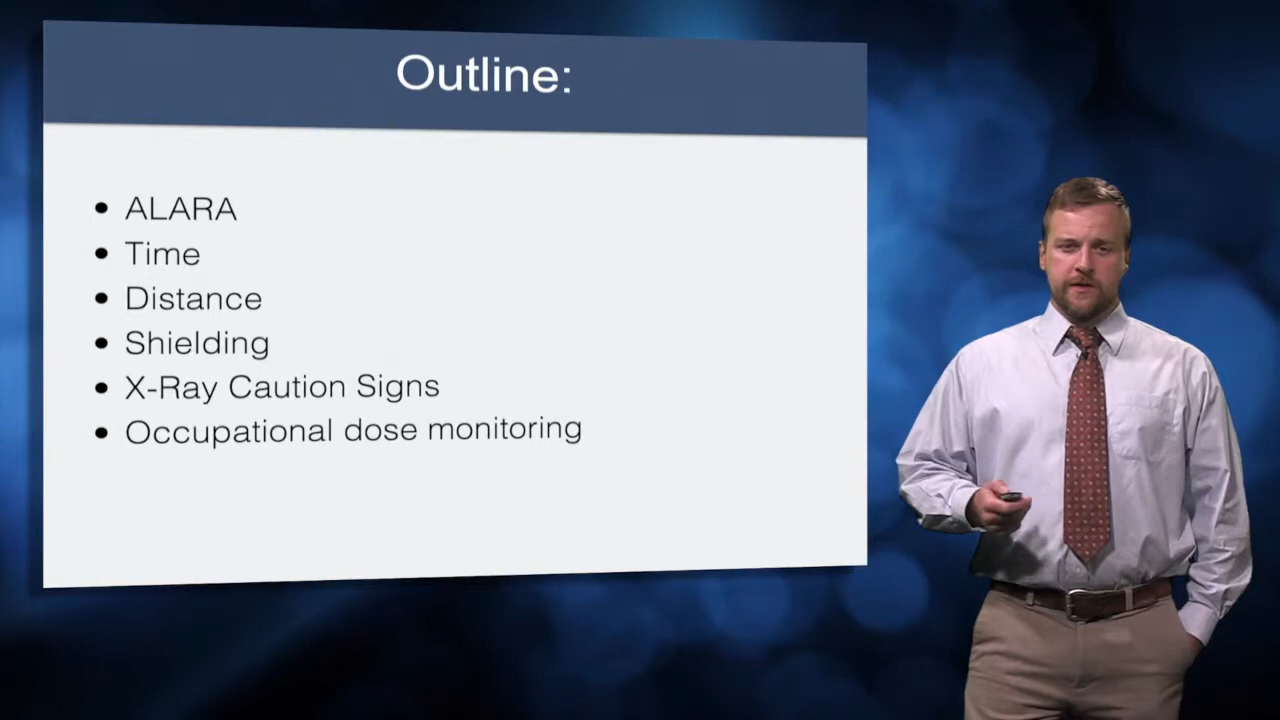 Outline:
• ALARA
• Time
• Distance
• Shielding
• X-Ray Caution Signs
• Occupational dose monitoring